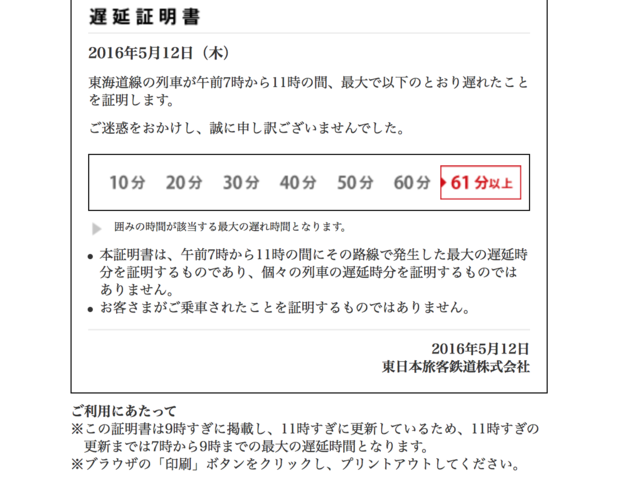 遅延証明書
2016年5月12日（木）
東海道線の列車が午前7時から11時の間、最大で以下のとおり遅れたこと
を証明します。
ご迷惑をおかけし、誠に申し訳ございませんでした。
10分 20分 30分 40分 50分 60分 61分以上
囲みの時間が該当する最大の遅れ時間となります。
● 本証明書は、午前7時から11時の間にその路線で発生した最大の遅延時
分を証明するものであり、個々の列車の遅延時分を証明するものでは
ありません。
● お客さまがご乗車されたことを証明するものではありません。
2016年5月12日
東日本旅客鉄道株式会社
ご利用にあたって
※この証明書は9時すぎに掲載し、11時すぎに更新しているため、11時すぎの
更新までは7時から9時までの最大の遅延時間となります。
※ブラウザの「印刷」ボタンをクリックし、プリントアウトしてください。